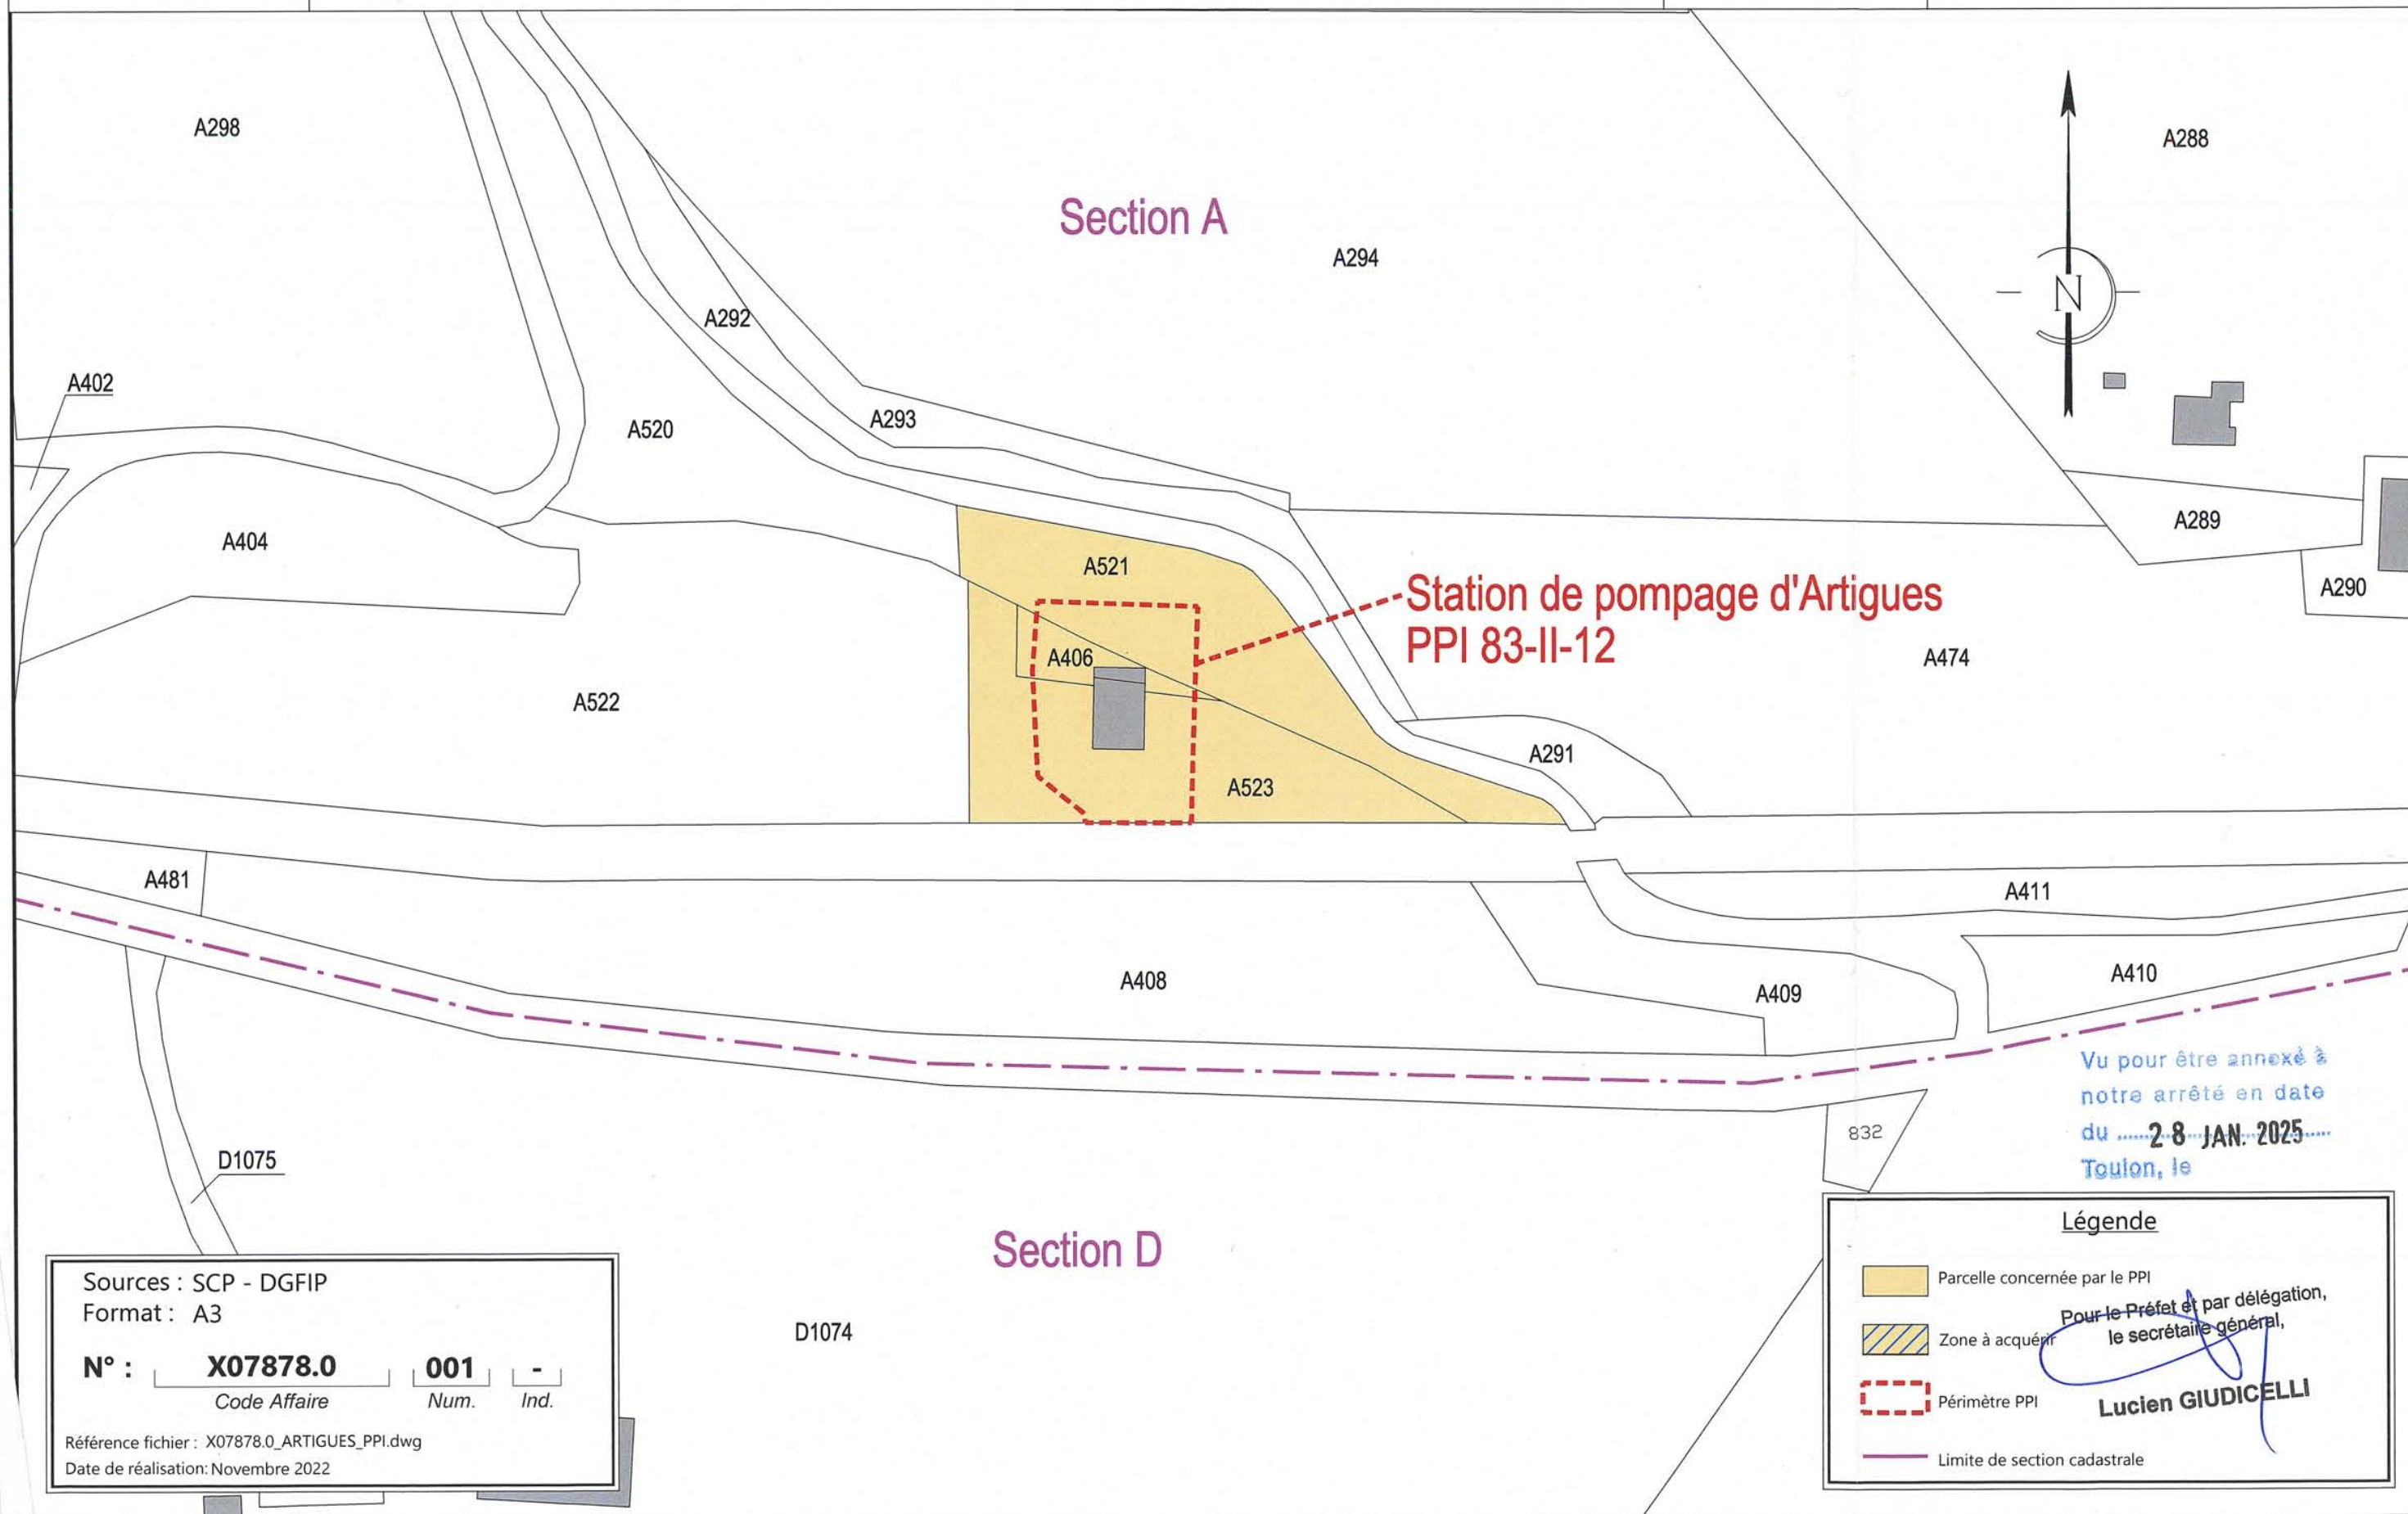 A298
A288
Section A
A294
N
A292
A402
A293
A520
A289
A404
A521
A290
Station de pompage d'Artigues
PPI 83-II-12
A406
A474
A522
A291
A523
A481
A411
A408
A410
A409
Vu pour être annexé à
notre arrêté en date
du 28 JAN. 2025
Toulon, le
832
D1075
Section D
D1074
Sources : SCP - DGFIP
Format : A3
N° : X07878.0 001 -
Code Affaire Num. Ind.
Référence fichier : X07878.0_ARTIGUES_PPI.dwg
Date de réalisation: Novembre 2022
Légende
Parcelle concernée par le PPI
Pour le Préfet et par délégation,
le secrétaire général,
Zone à acquérir
Périmètre PPI
Lucien GIUDICELLI
Limite de section cadastrale